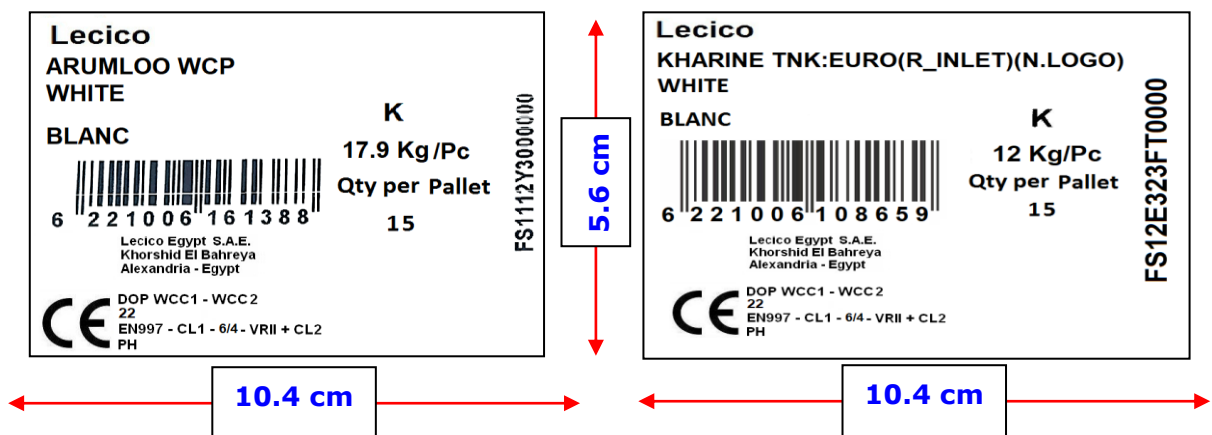 Lecico
ARUMLOO WCP
WHITE
BLANC
K
17.9 Kg/Pc
Qty per Pallet
15
FS1112Y3000000
6 221006 161388
Lecico Egypt S.A.E.
Khorshid El Bahreya
Alexandria - Egypt
CE
DOP WCC1 - WCC2
22
EN997 - CL1 - 6/4 - VRII + CL2
PH
10.4 cm
5.6 cm
Lecico
KHARINE TNK:EURO(R_INLET)(N.LOGO)
WHITE
BLANC
K
12 Kg/Pc
Qty per Pallet
15
FS12E323FT0000
6 221006 108659
Lecico Egypt S.A.E.
Khorshid El Bahreya
Alexandria - Egypt
CE
DOP WCC1 - WCC2
22
EN997 - CL1 - 6/4 - VRII + CL2
PH
10.4 cm